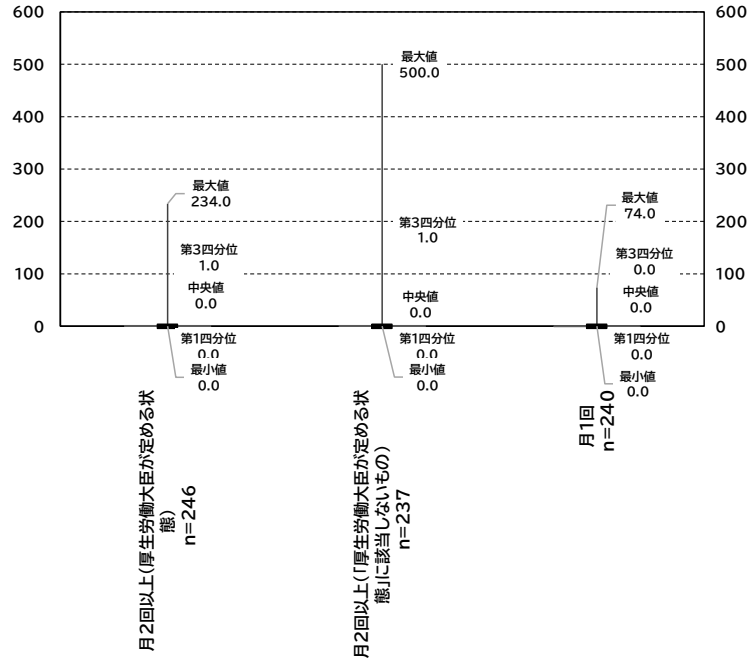 600
500
400
300
200
100
0
600
500
400
300
200
100
0
最大値
234.0
第3四分位
1.0
中央値
0.0
第1四分位
0.0
最小値
0.0
最大値
500.0
第3四分位
1.0
中央値
0.0
第1四分位
0.0
最小値
0.0
最大値
74.0
第3四分位
0.0
中央値
0.0
第1四分位
0.0
最小値
0.0
月2回以上(厚生労働大臣が定める状
態)
n=246
月2回以上(「厚生労働大臣が定める状
態」に該当しないもの)
n=237
月1回
n=240